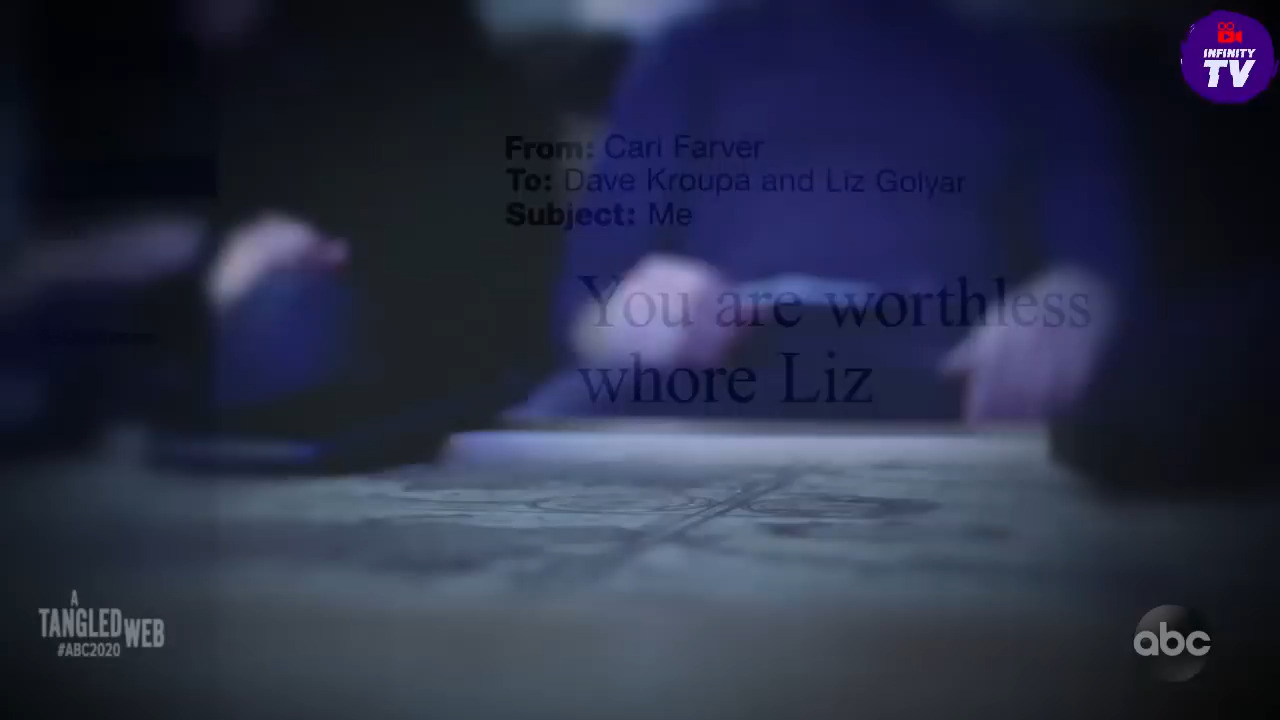 INFINITY
TV
From: Cari Farver
To: Dave Kroupa and Liz Golyar
Subject: Me
You are worthless
whore Liz
A
TANGLED WEB
#ABC2020
abc